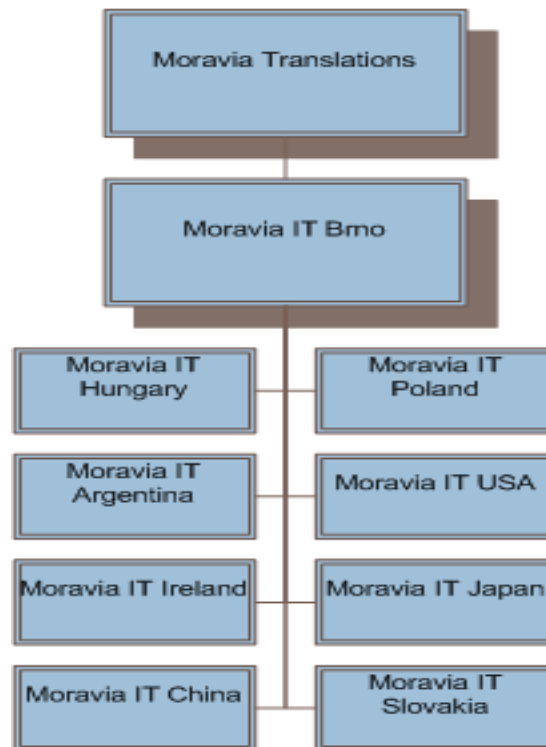 Moravia Translations
Moravia IT Brno
Moravia IT
Hungary
Moravia IT
Poland
Moravia IT
Argentina
Moravia IT USA
Moravia IT Ireland
Moravia IT Japan
Moravia IT China
Moravia IT
Slovakia